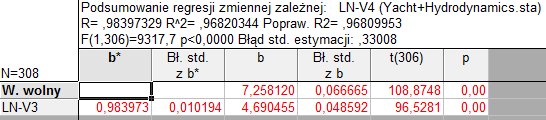 Podsumowanie regresji zmiennej zależnej: LN-V4 (Yacht+Hydrodynamics.sta)
R= ,98397329 R^2= ,96820344 Popraw. R2= ,96809953
F(1,306)=9317,7 p<0,0000 Błąd std. estymacji: ,33008
N=308 b* Bł. std. z b* b Bł. std. z b t(306) p
W. wolny 7,258120 0,066665 108,8748 0,00
LN-V3 0,983973 0,010194 4,690455 0,048592 96,5281 0,00